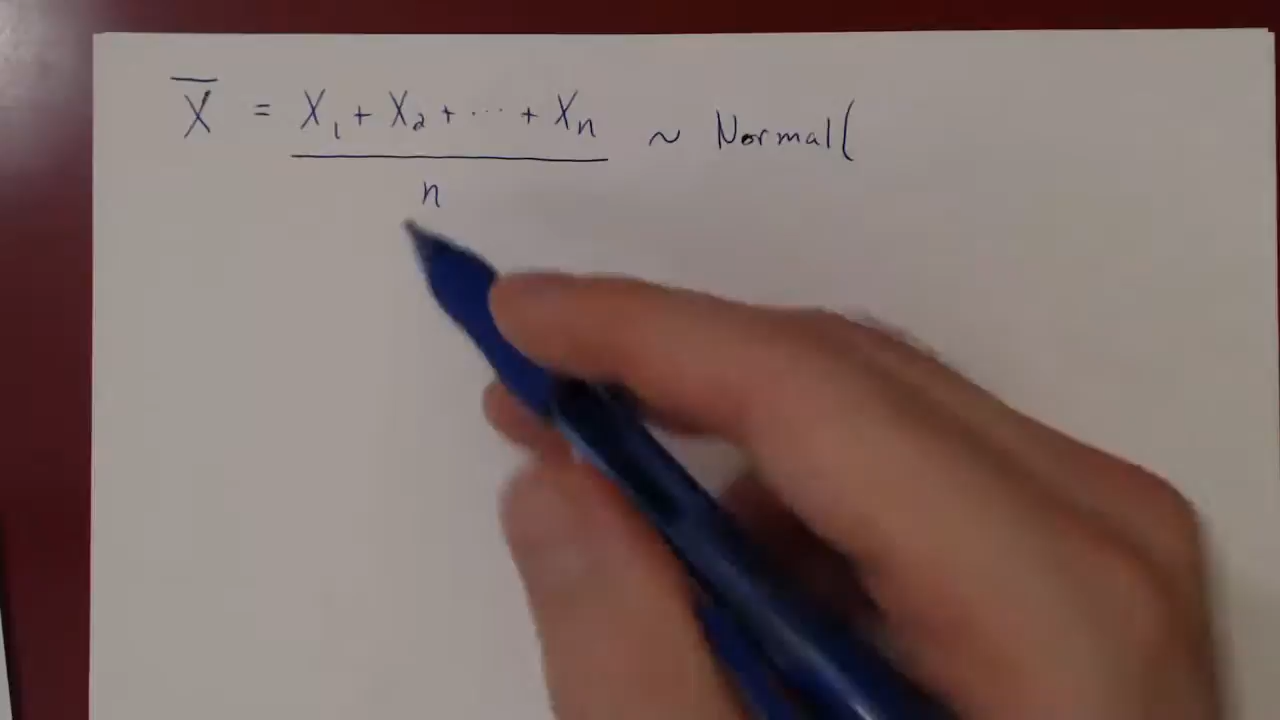 X̄ = X₁ + X₂ + ··· + Xₙ ~ Normal(
n